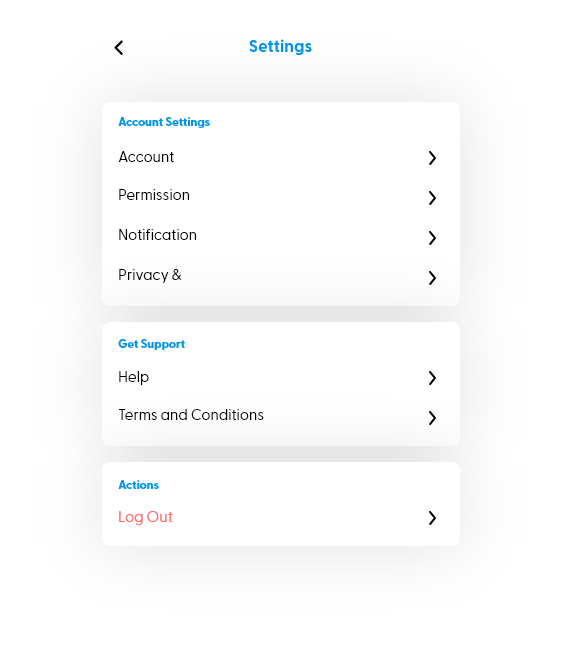 Settings
Account Settings
Account
Permission
Notification
Privacy &
Get Support
Help
Terms and Conditions
Actions
Log Out